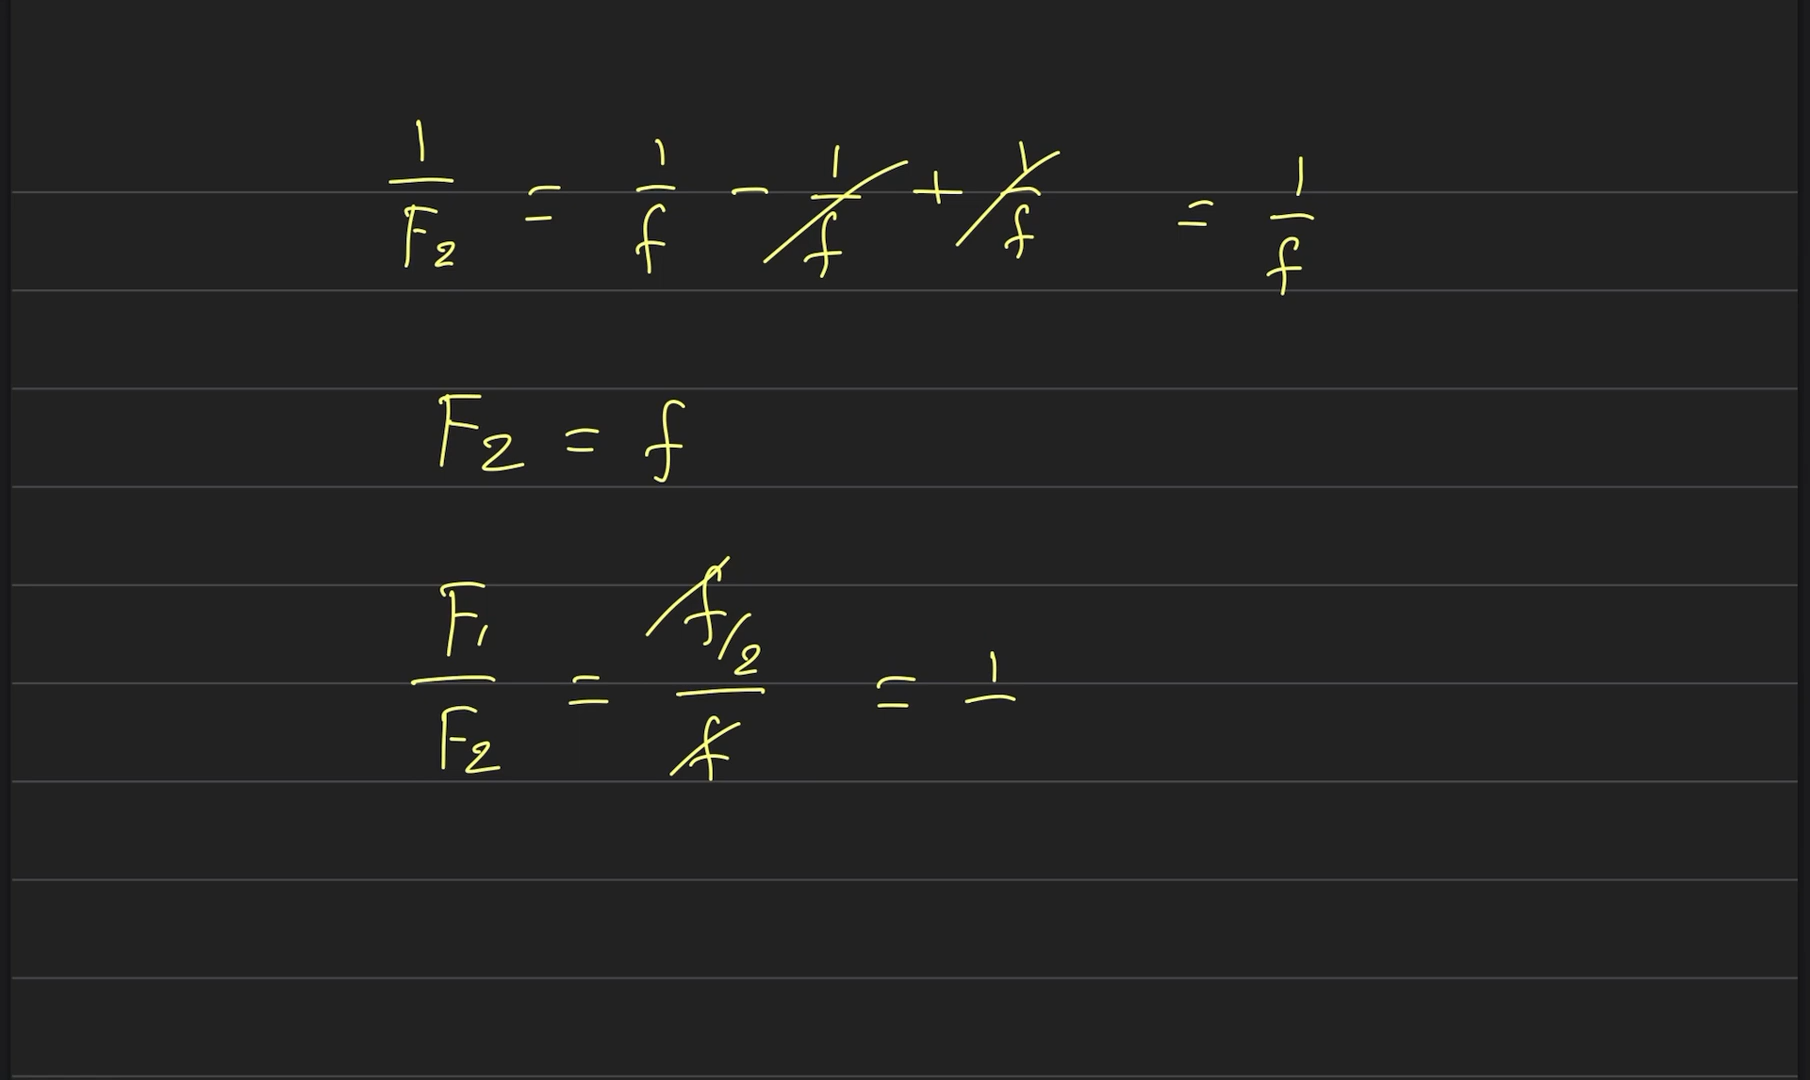 1/F₂ = 1/f - 1/f + 1/f = 1/f
F₂ = f
F₁/F₂ = (f/2)/f = 1/